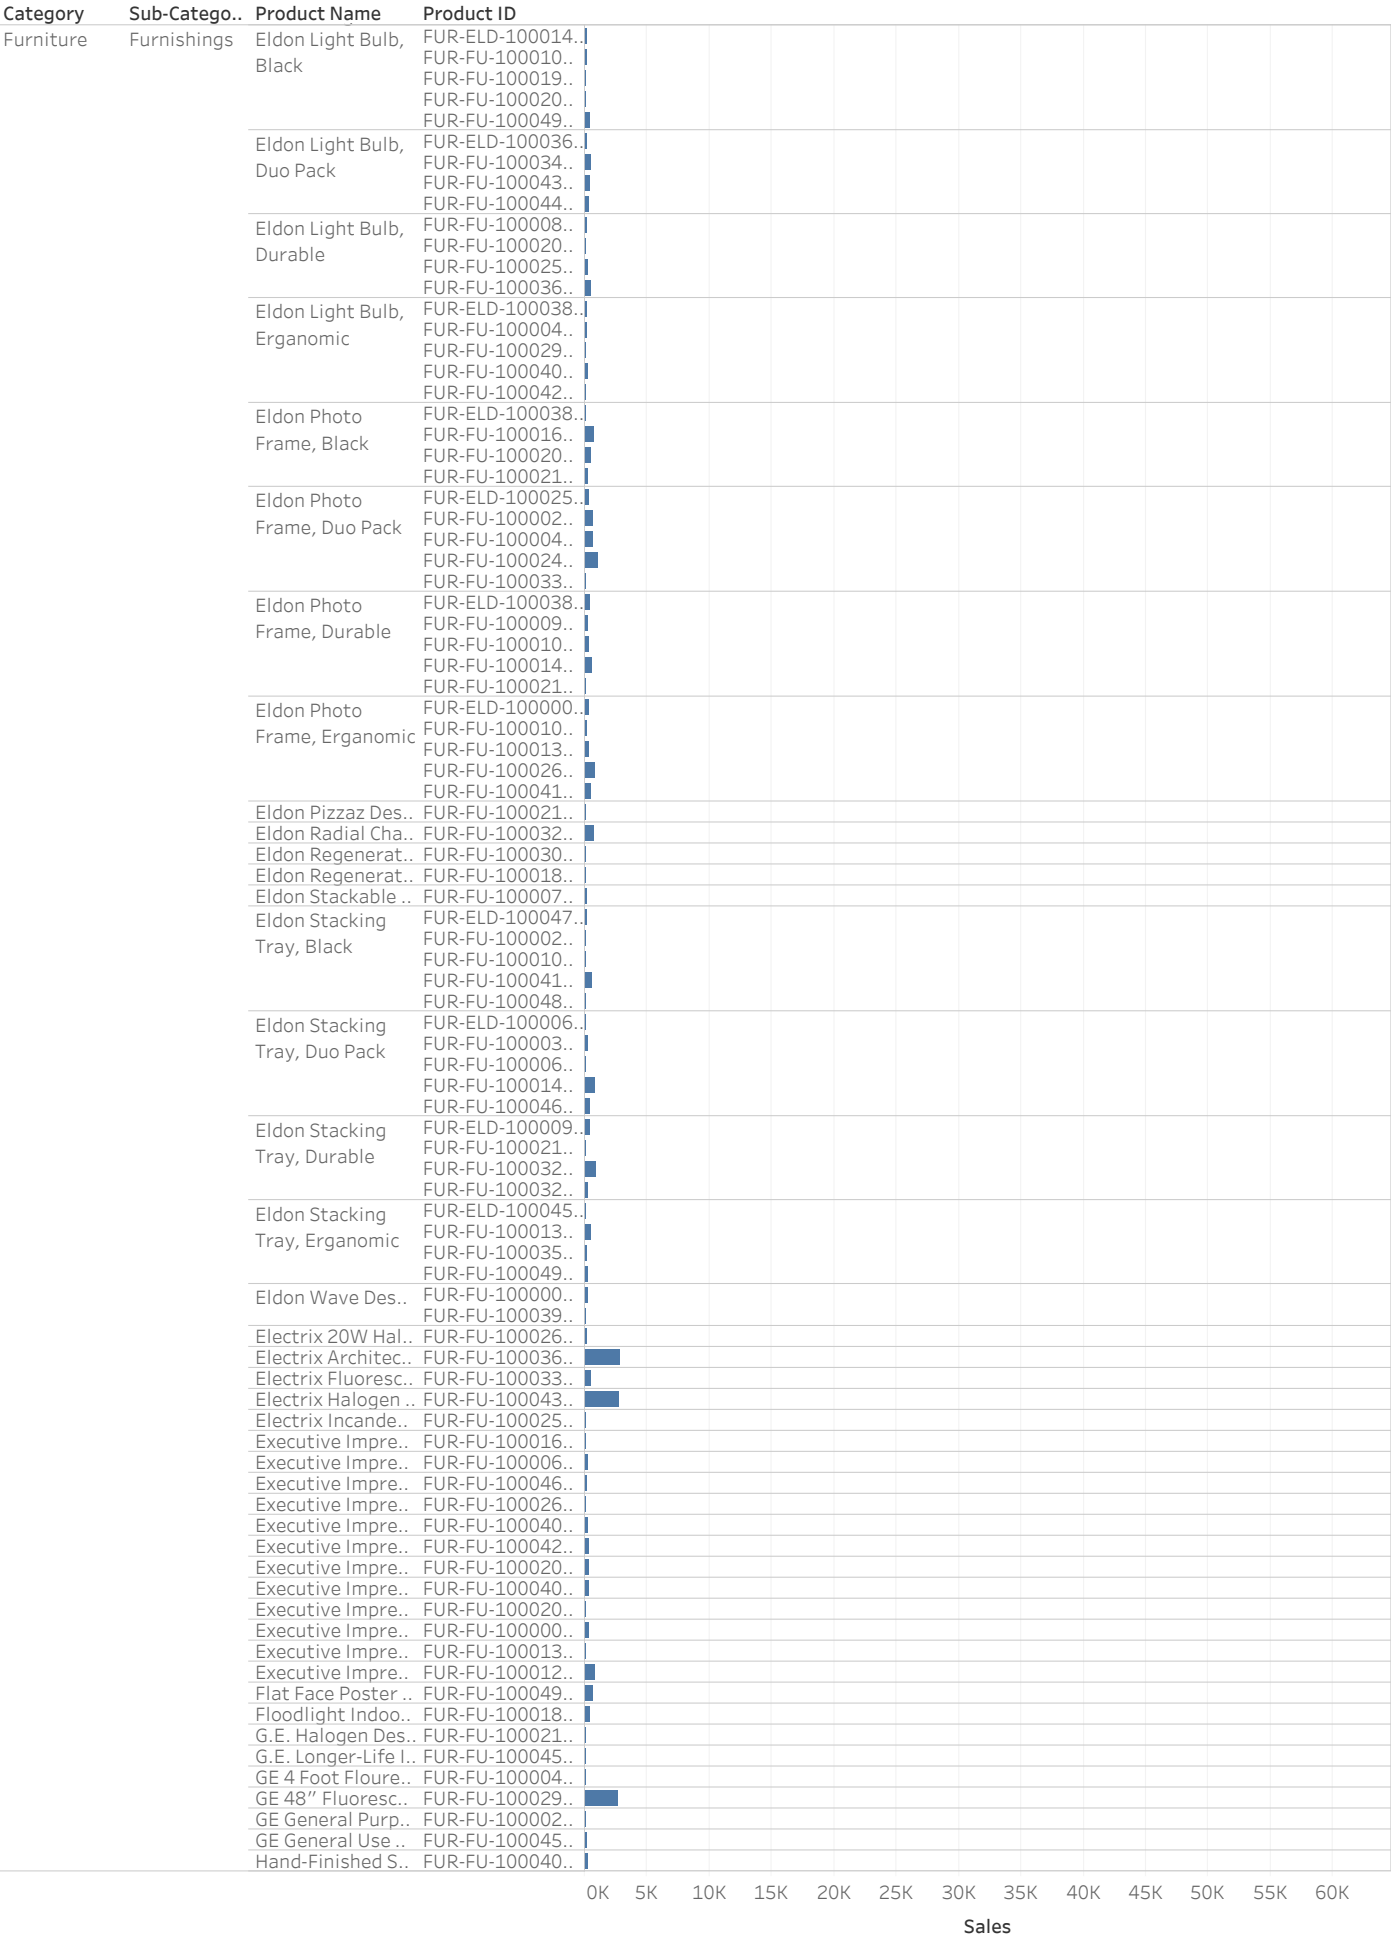 Category Sub-Catego.. Product Name Product ID
Furniture Furnishings Eldon Light Bulb, Black FUR-ELD-100014..
FUR-FU-100010..
FUR-FU-100019..
FUR-FU-100020..
FUR-FU-100049..
Eldon Light Bulb, Duo Pack FUR-ELD-100036..
FUR-FU-100034..
FUR-FU-100043..
FUR-FU-100044..
Eldon Light Bulb, Durable FUR-FU-100008..
FUR-FU-100020..
FUR-FU-100025..
FUR-FU-100036..
Eldon Light Bulb, Erganomic FUR-ELD-100038..
FUR-FU-100004..
FUR-FU-100029..
FUR-FU-100040..
FUR-FU-100042..
Eldon Photo Frame, Black FUR-ELD-100038..
FUR-FU-100016..
FUR-FU-100020..
FUR-FU-100021..
Eldon Photo Frame, Duo Pack FUR-ELD-100025..
FUR-FU-100002..
FUR-FU-100004..
FUR-FU-100024..
FUR-FU-100033..
Eldon Photo Frame, Durable FUR-ELD-100038..
FUR-FU-100009..
FUR-FU-100010..
FUR-FU-100014..
FUR-FU-100021..
Eldon Photo Frame, Erganomic FUR-ELD-100000..
FUR-FU-100010..
FUR-FU-100013..
FUR-FU-100026..
FUR-FU-100041..
Eldon Pizzaz Des.. FUR-FU-100021..
Eldon Radial Cha.. FUR-FU-100032..
Eldon Regenerat.. FUR-FU-100030..
Eldon Regenerat.. FUR-FU-100018..
Eldon Stackable .. FUR-FU-100007..
Eldon Stacking Tray, Black FUR-ELD-100047..
FUR-FU-100002..
FUR-FU-100010..
FUR-FU-100041..
FUR-FU-100048..
Eldon Stacking Tray, Duo Pack FUR-ELD-100006..
FUR-FU-100003..
FUR-FU-100006..
FUR-FU-100014..
FUR-FU-100046..
Eldon Stacking Tray, Durable FUR-ELD-100009..
FUR-FU-100021..
FUR-FU-100032..
FUR-FU-100032..
Eldon Stacking Tray, Erganomic FUR-ELD-100045..
FUR-FU-100013..
FUR-FU-100035..
FUR-FU-100049..
Eldon Wave Des.. FUR-FU-100000..
FUR-FU-100039..
Electrix 20W Hal.. FUR-FU-100026..
Electrix Architec.. FUR-FU-100036..
Electrix Fluoresc.. FUR-FU-100033..
Electrix Halogen .. FUR-FU-100043..
Electrix Incande.. FUR-FU-100025..
Executive Impre.. FUR-FU-100016..
Executive Impre.. FUR-FU-100006..
Executive Impre.. FUR-FU-100046..
Executive Impre.. FUR-FU-100026..
Executive Impre.. FUR-FU-100040..
Executive Impre.. FUR-FU-100042..
Executive Impre.. FUR-FU-100020..
Executive Impre.. FUR-FU-100040..
Executive Impre.. FUR-FU-100020..
Executive Impre.. FUR-FU-100000..
Executive Impre.. FUR-FU-100013..
Executive Impre.. FUR-FU-100012..
Flat Face Poster .. FUR-FU-100049..
Floodlight Indoo.. FUR-FU-100018..
G.E. Halogen Des.. FUR-FU-100021..
G.E. Longer-Life I.. FUR-FU-100045..
GE 4 Foot Floure.. FUR-FU-100004..
GE 48” Fluoresc.. FUR-FU-100029..
GE General Purp.. FUR-FU-100002..
GE General Use .. FUR-FU-100045..
Hand-Finished S.. FUR-FU-100040..
0K 5K 10K 15K 20K 25K 30K 35K 40K 45K 50K 55K 60K
Sales